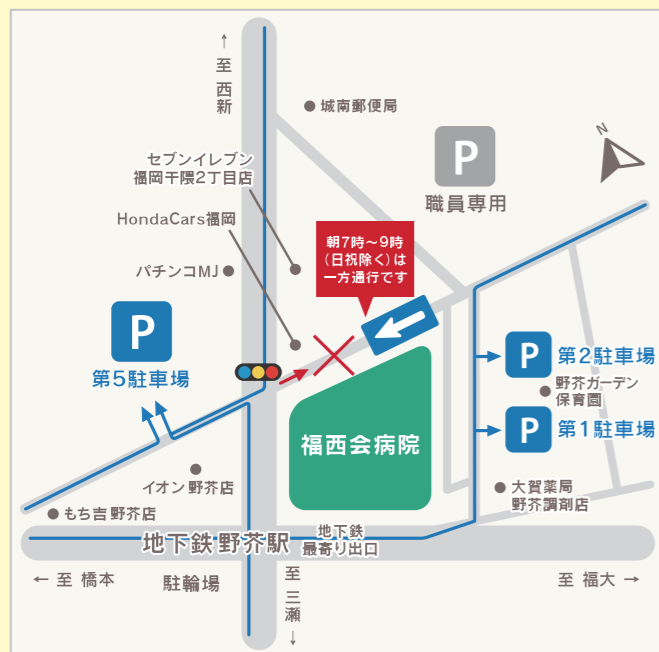 ↑
至
西
新
城南郵便局
N
セブンイレブン
福岡干隈2丁目店
P
職員専用
HondaCars福岡
朝7時～9時
(日祝除く)は
一方通行です
パチンコMJ
P
第5駐車場
P 第2駐車場
野芥ガーデン
保育園
P 第1駐車場
福西会病院
イオン野芥店
大賀薬局
野芥調剤店
もち吉野芥店
地下鉄野芥駅
地下鉄
最寄り出口
← 至 橋本
駐輪場
至
三
瀬
↓
至 福大 →